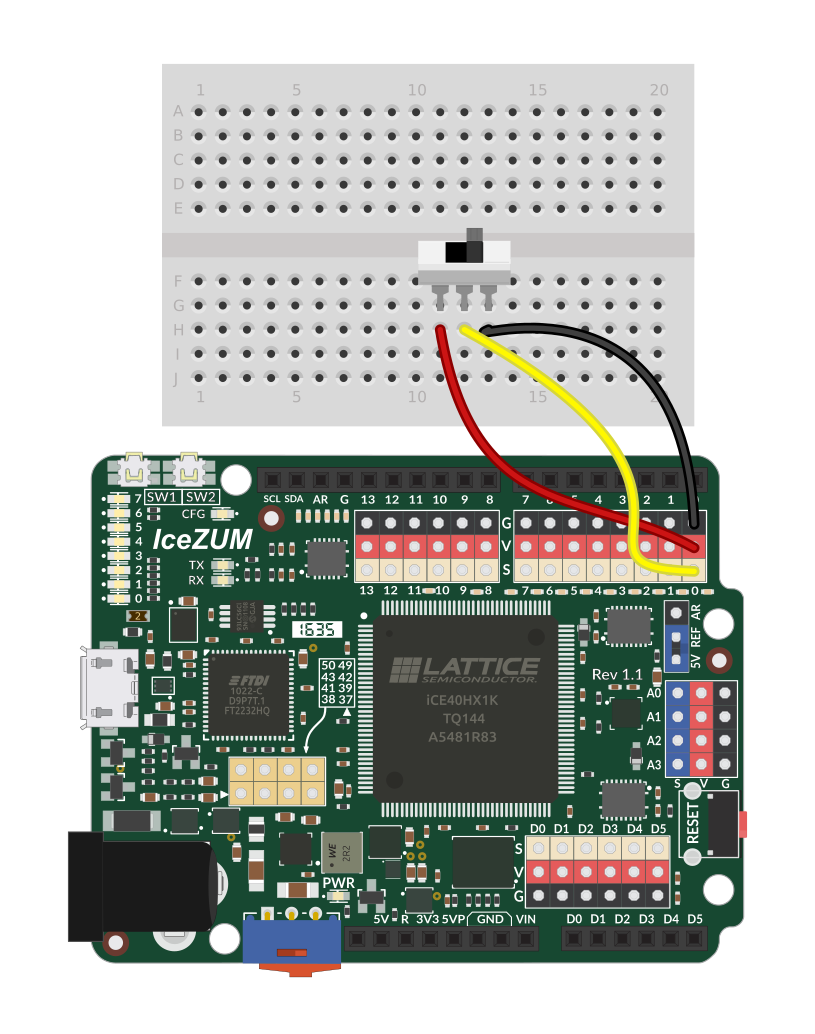 1 5 10 15 20
A
B
C
D
E
F
G
H
I
J
1 5 10 15 2
SCL SDA AR G 13 12 11 10 9 8 7 6 5 4 3 2 1
7 SW1 SW2
6 CFG
5
4
3
2
1
0
IceZUM
TX
RX
G
V
S
13 12 11 10 9 8 7 6 5 4 3 2 1 0
2
1635
AR
REF
5V
FTDI
1022-C
D9P7T.1
FT2232HQ
50 49
43 42
41 39
38 37
LATTICE
SEMICONDUCTOR.
iCE40HX1K
TQ144
A5481R83
Rev 1.1
A0
A1
A2
A3
S V G
RESET
D0 D1 D2 D3 D4 D5
S
V
G
WE
2R2
PWR
5V R 3V3 5VP GND VIN D0 D1 D2 D3 D4 D5